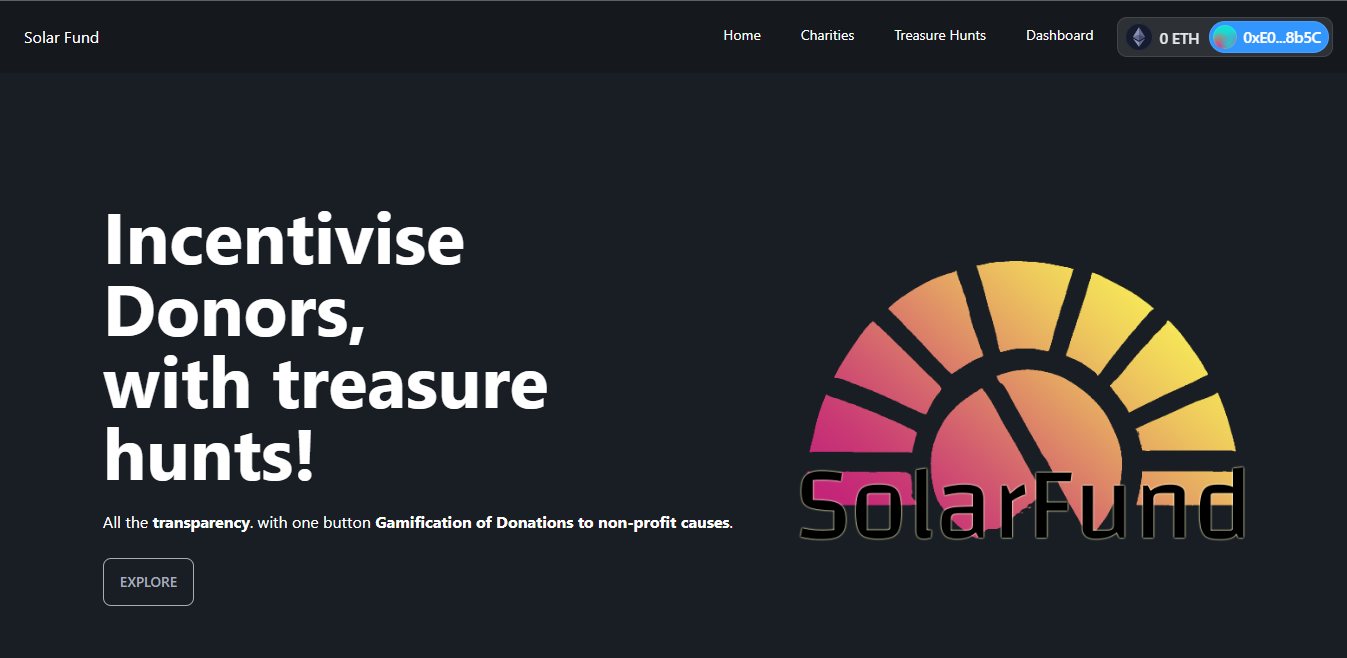 Solar Fund
Home
Charities
Treasure Hunts
Dashboard
0 ETH
0xE0...8b5C
Incentivise
Donors,
with treasure
hunts!
All the transparency. with one button Gamification of Donations to non-profit causes.
EXPLORE
SolarFund